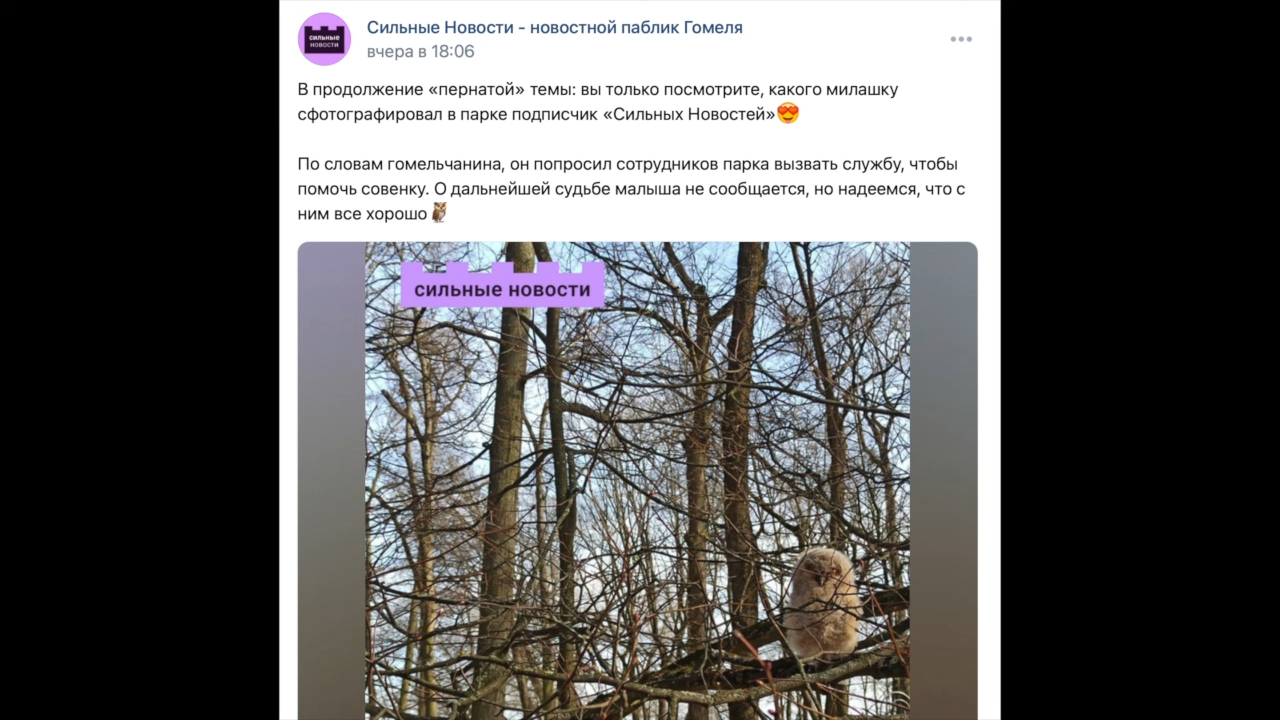 Сильные Новости - новостной паблик Гомеля
вчера в 18:06
сильные
новости
В продолжение «пернатой» темы: вы только посмотрите, какого милашку
сфотографировал в парке подписчик «Сильных Новостей»😍
По словам гомельчанина, он попросил сотрудников парка вызвать службу, чтобы
помочь совенку. О дальнейшей судьбе малыша не сообщается, но надеемся, что с
ним все хорошо🦉
сильные новости